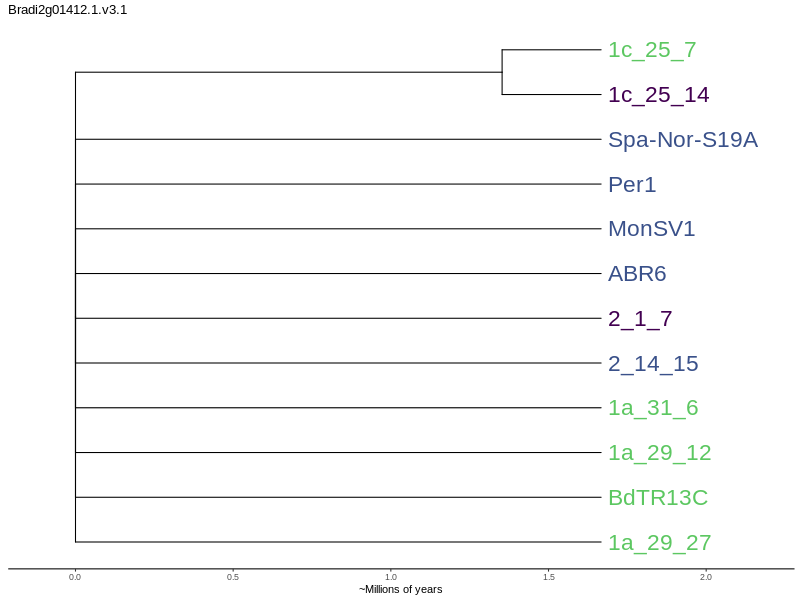 Bradi2g01412.1.v3.1
1c_25_7
1c_25_14
Spa-Nor-S19A
Per1
MonSV1
ABR6
2_1_7
2_14_15
1a_31_6
1a_29_12
BdTR13C
1a_29_27
0.0 0.5 1.0 1.5 2.0
~Millions of years